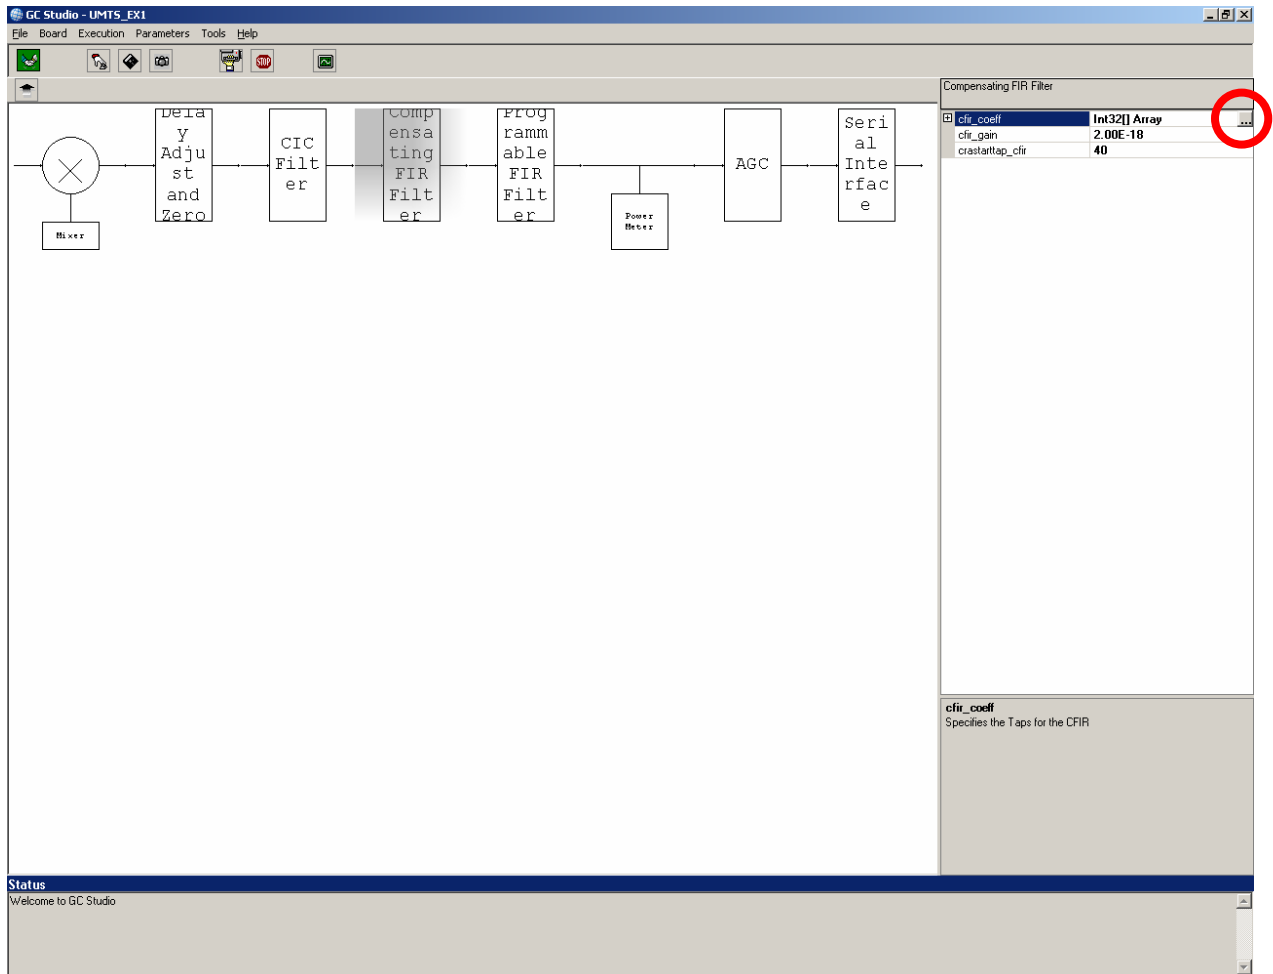 GC Studio - UMTS_EX1
File Board Execution Parameters Tools Help
STOP
Compensating FIR Filter
cfir_coeff Int32[] Array ...
cfir_gain 2.00E-18
crastarttap_cfir 40
Mixer
Dela
y
Adju
st
and
Zero
CIC
Filt
er
Comp
ensa
ting
FIR
Filt
er
Prog
ramm
able
FIR
Filt
er
Power
Meter
AGC
Seri
al
Inte
rfac
e
cfir_coeff
Specifies the Taps for the CFIR
Status
Welcome to GC Studio